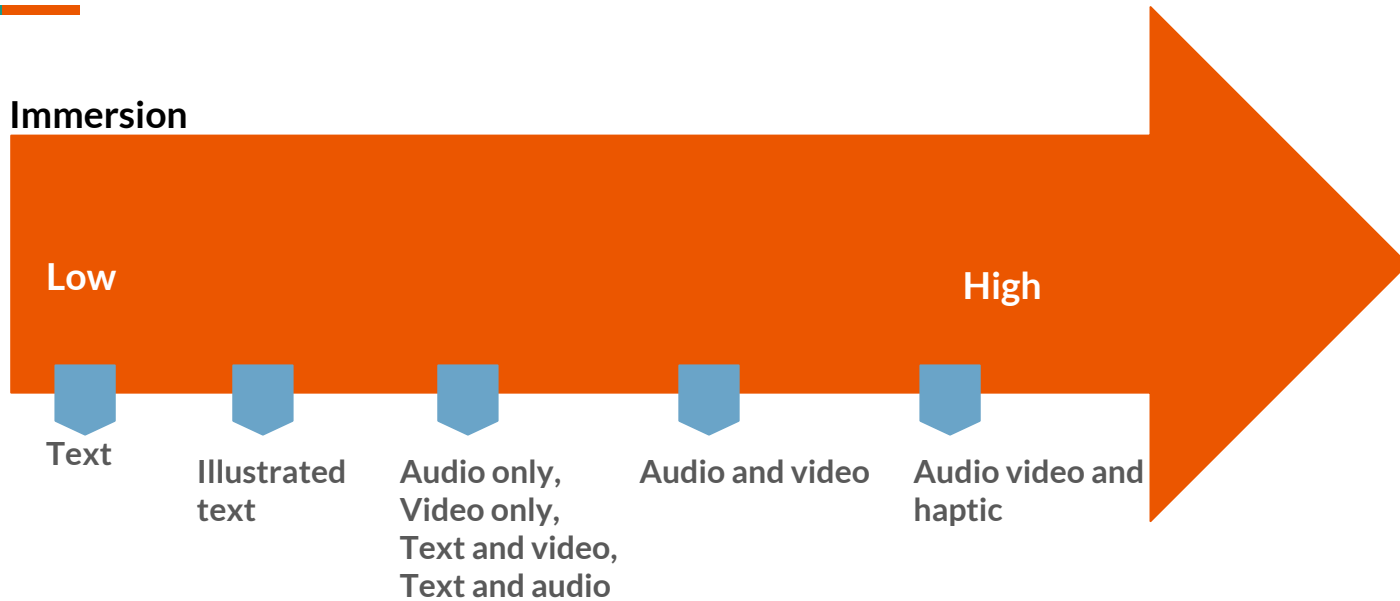 Immersion
Low
High
Text
Illustrated
text
Audio only,
Video only,
Text and video,
Text and audio
Audio and video
Audio video and
haptic